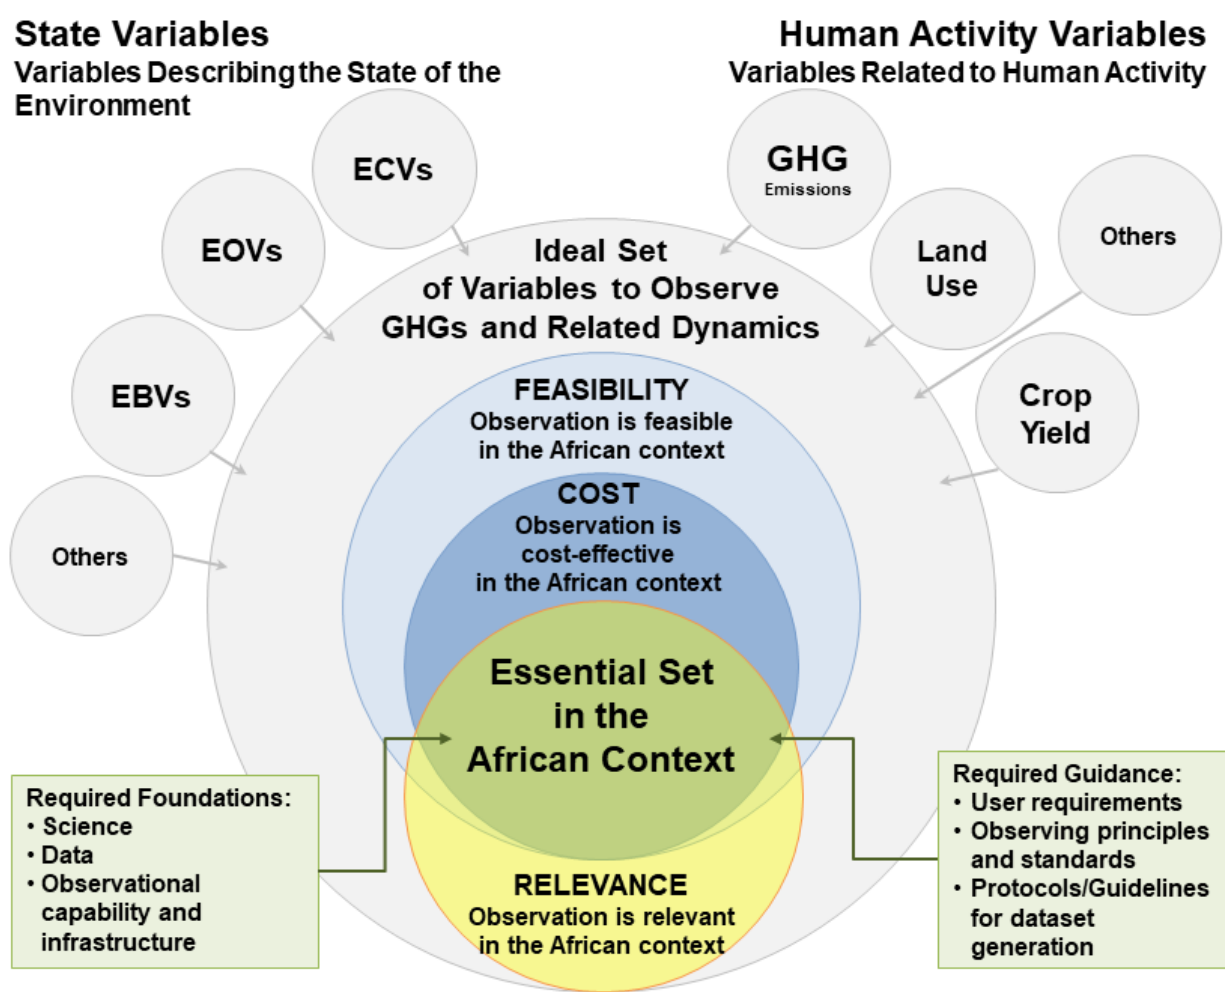 State Variables
Variables Describing the State of the
Environment
Human Activity Variables
Variables Related to Human Activity
ECVs
EOVs
EBVs
Others
GHG
Emissions
Land
Use
Others
Crop
Yield
Ideal Set
of Variables to Observe
GHGs and Related Dynamics
FEASIBILITY
Observation is feasible
in the African context
COST
Observation is
cost-effective
in the African context
Essential Set
in the
African Context
RELEVANCE
Observation is relevant
in the African context
Required Foundations:
• Science
• Data
• Observational
capability and
infrastructure
Required Guidance:
• User requirements
• Observing principles
and standards
• Protocols/Guidelines
for dataset
generation